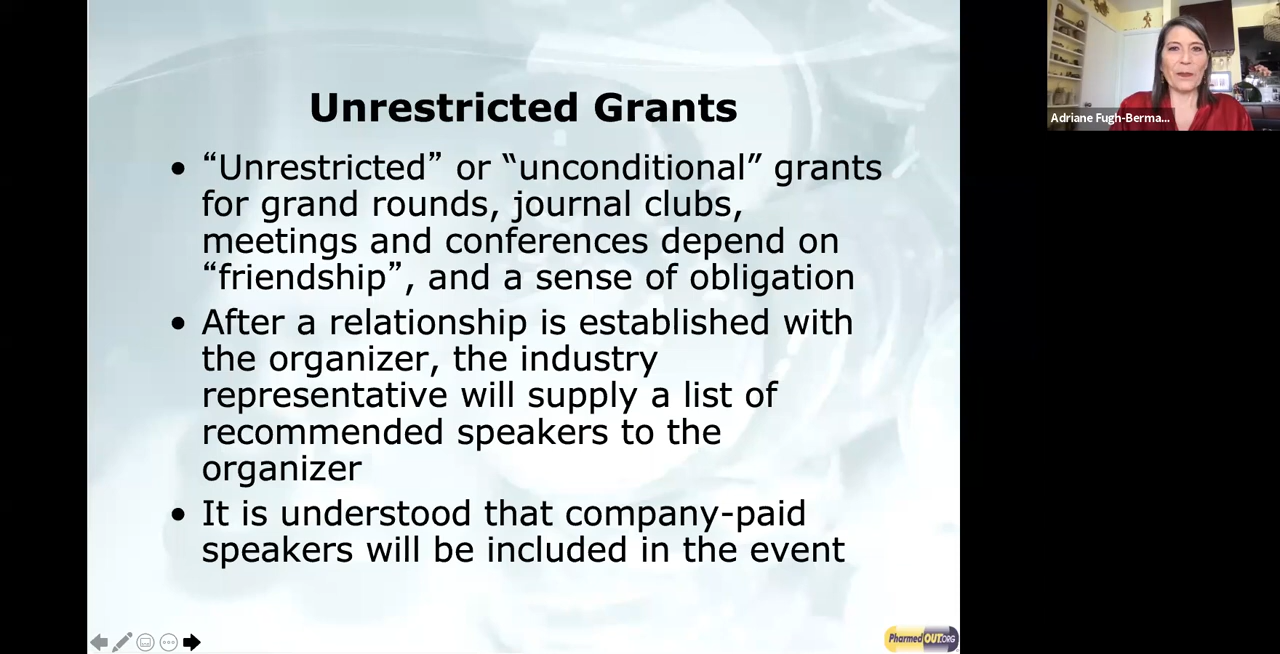 Unrestricted Grants
• “Unrestricted” or “unconditional” grants
for grand rounds, journal clubs,
meetings and conferences depend on
“friendship”, and a sense of obligation
• After a relationship is established with
the organizer, the industry
representative will supply a list of
recommended speakers to the
organizer
• It is understood that company-paid
speakers will be included in the event
PharmedOUT.ORG
Adriane Fugh-Berma...